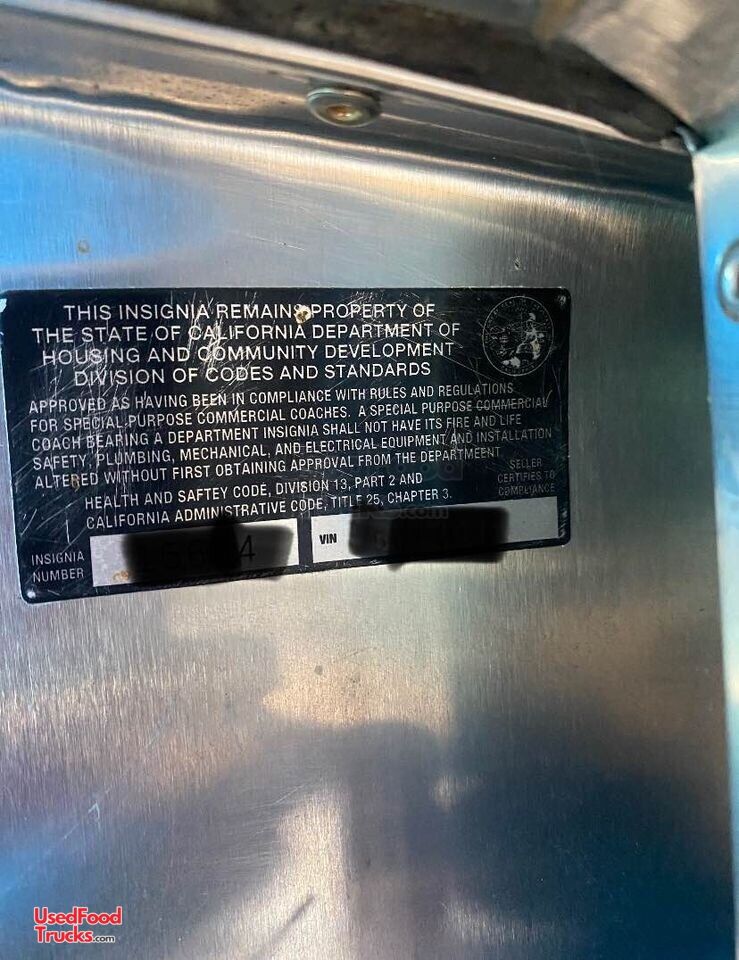 THIS INSIGNIA REMAINS PROPERTY OF
THE STATE OF CALIFORNIA DEPARTMENT OF
HOUSING AND COMMUNITY DEVELOPMENT
DIVISION OF CODES AND STANDARDS
APPROVED AS HAVING BEEN IN COMPLIANCE WITH RULES AND REGULATIONS
FOR SPECIAL PURPOSE COMMERCIAL COACHES. A SPECIAL PURPOSE COMMERCIAL
COACH BEARING A DEPARTMENT INSIGNIA SHALL NOT HAVE ITS FIRE AND LIFE
SAFETY, PLUMBING, MECHANICAL, AND ELECTRICAL EQUIPMENT AND INSTALLATION
ALTERED WITHOUT FIRST OBTAINING APPROVAL FROM THE DEPARTMEENT
HEALTH AND SAFTEY CODE, DIVISION 13, PART 2 AND
CALIFORNIA ADMINISTRATIVE CODE, TITLE 25, CHAPTER 3.
SELLER
CERTIFIES TO
COMPLIANCE
INSIGNIA
NUMBER
VIN
UsedFood
Trucks.com